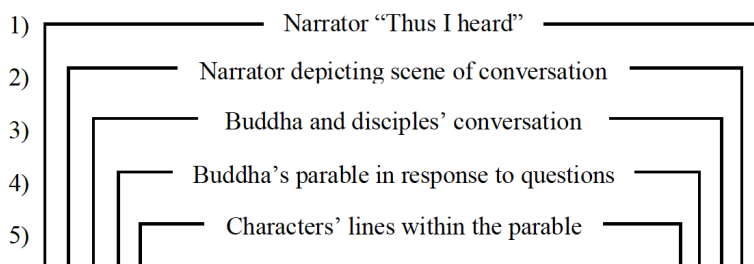 1) Narrator “Thus I heard”
2) Narrator depicting scene of conversation
3) Buddha and disciples’ conversation
4) Buddha’s parable in response to questions
5) Characters’ lines within the parable